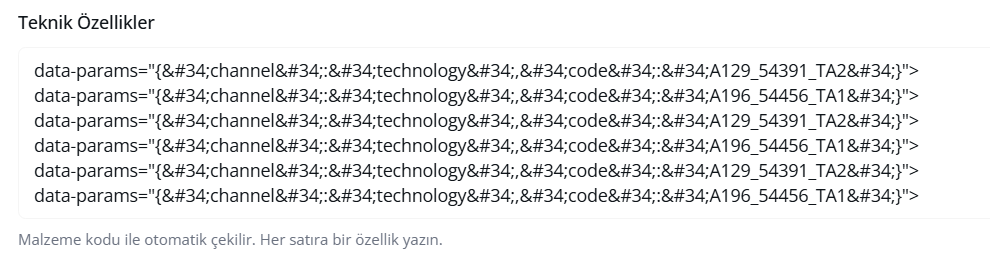 Teknik Özellikler
data-params="{&#34;channel&#34;:&#34;technology&#34;,&#34;code&#34;:&#34;A129_54391_TA2&#34;}">
data-params="{&#34;channel&#34;:&#34;technology&#34;,&#34;code&#34;:&#34;A196_54456_TA1&#34;}">
data-params="{&#34;channel&#34;:&#34;technology&#34;,&#34;code&#34;:&#34;A129_54391_TA2&#34;}">
data-params="{&#34;channel&#34;:&#34;technology&#34;,&#34;code&#34;:&#34;A196_54456_TA1&#34;}">
data-params="{&#34;channel&#34;:&#34;technology&#34;,&#34;code&#34;:&#34;A129_54391_TA2&#34;}">
data-params="{&#34;channel&#34;:&#34;technology&#34;,&#34;code&#34;:&#34;A196_54456_TA1&#34;}">
Malzeme kodu ile otomatik çekilir. Her satıra bir özellik yazın.